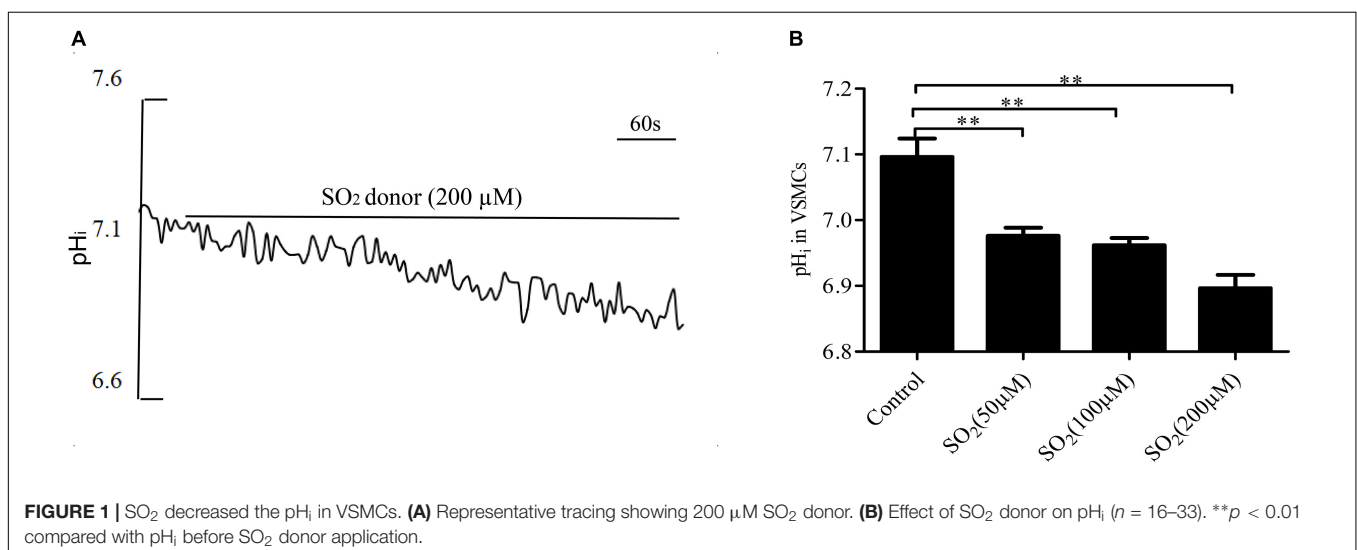 A
7.6
60s
SO₂ donor (200 μM)
7.1
pHᵢ
6.6
B
**
**
**
7.2
7.1
7.0
6.9
6.8
pHᵢ in VSMCs
Control
SO₂(50μM)
SO₂(100μM)
SO₂(200μM)
FIGURE 1 | SO₂ decreased the pHᵢ in VSMCs. (A) Representative tracing showing 200 μM SO₂ donor. (B) Effect of SO₂ donor on pHᵢ (n = 16–33). **p < 0.01
compared with pHᵢ before SO₂ donor application.